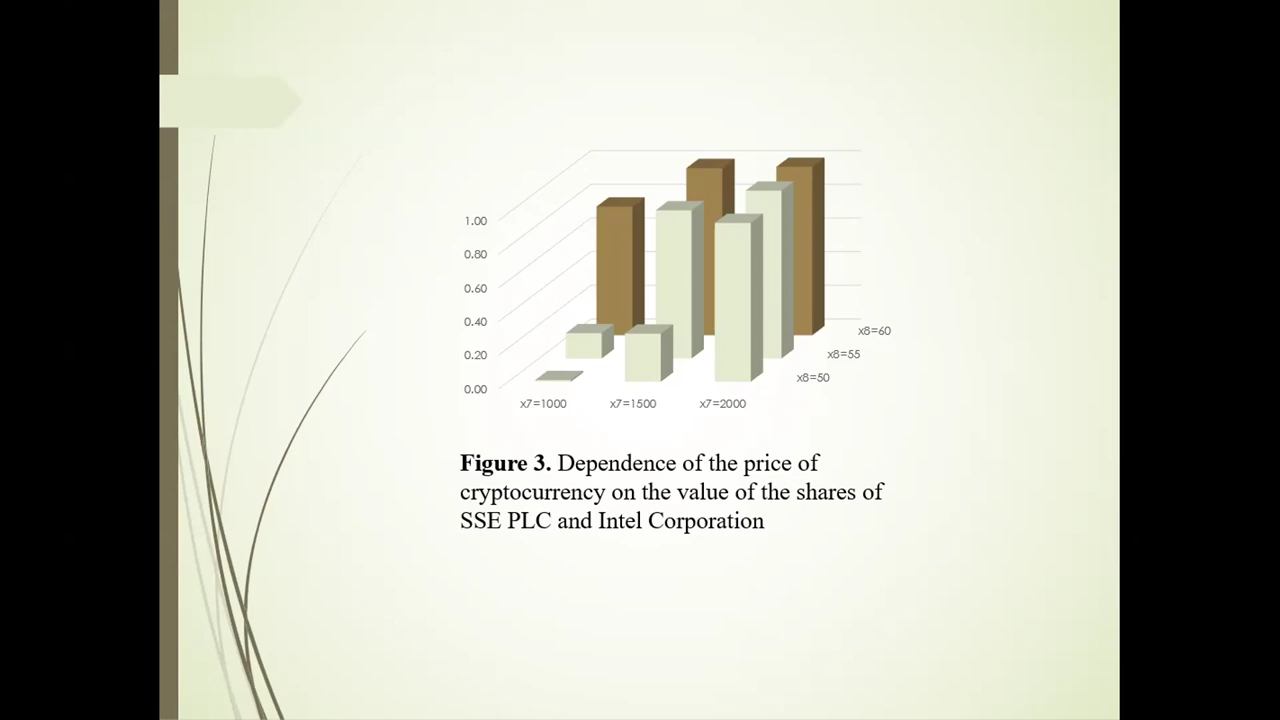 1.00
0.80
0.60
0.40
0.20
0.00
x8=60
x8=55
x8=50
x7=1000 x7=1500 x7=2000
Figure 3. Dependence of the price of
cryptocurrency on the value of the shares of
SSE PLC and Intel Corporation